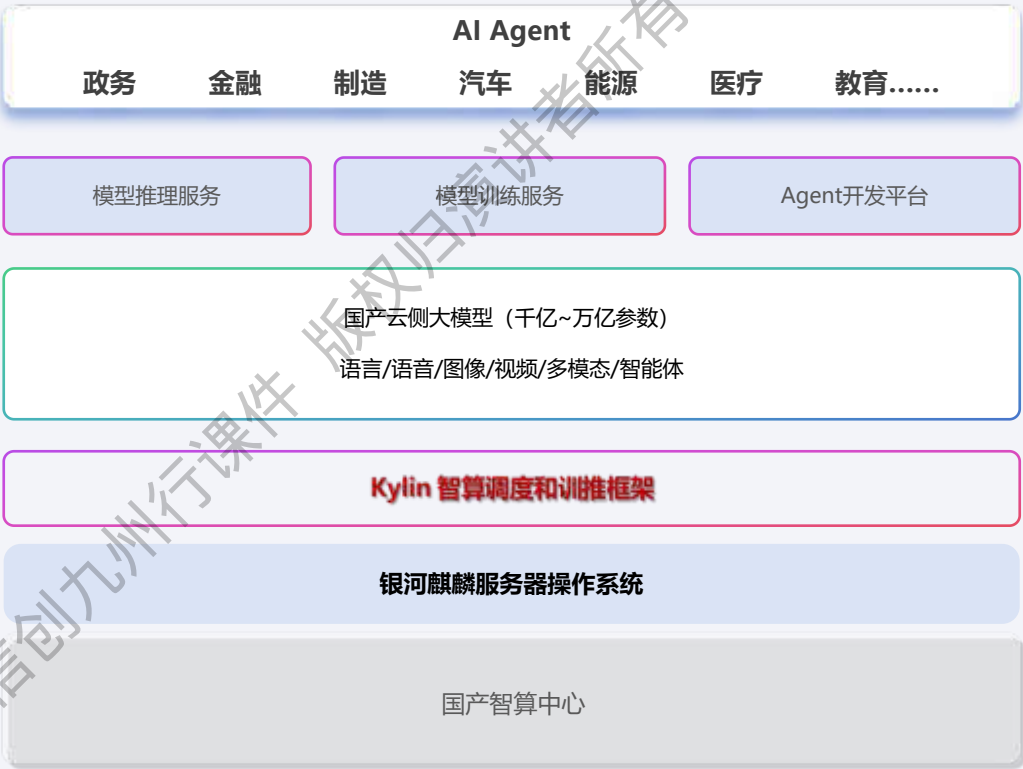 AI Agent
政务 金融 制造 汽车 能源 医疗 教育……
模型推理服务 模型训练服务 Agent开发平台
国产云侧大模型（千亿~万亿参数）
语言/语音/图像/视频/多模态/智能体
Kylin 智算调度和训推框架
银河麒麟服务器操作系统
国产智算中心
信创九州行课件 版权归演讲者所有